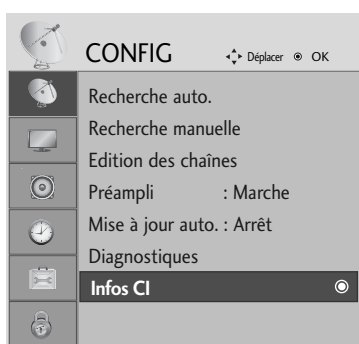 CONFIG Déplacer OK
Recherche auto.
Recherche manuelle
Edition des chaînes
Préampli : Marche
Mise à jour auto. : Arrêt
Diagnostiques
Infos CI